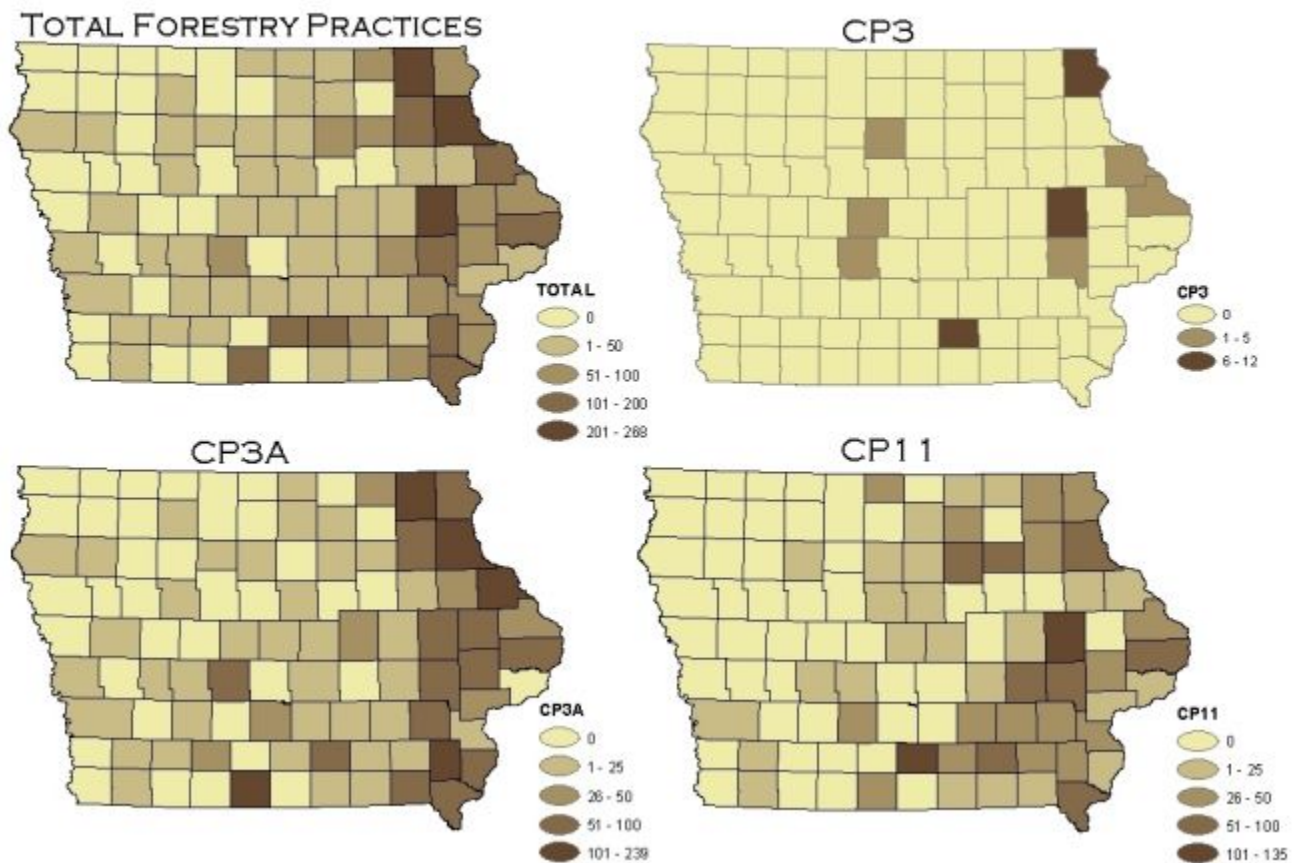 TOTAL FORESTRY PRACTICES
CP3
TOTAL
0
1 - 50
51 - 100
101 - 200
201 - 268
CP3
0
1 - 5
6 - 12
CP3A
CP11
CP3A
0
1 - 25
26 - 50
51 - 100
101 - 239
CP11
0
1 - 25
26 - 50
51 - 100
101 - 135